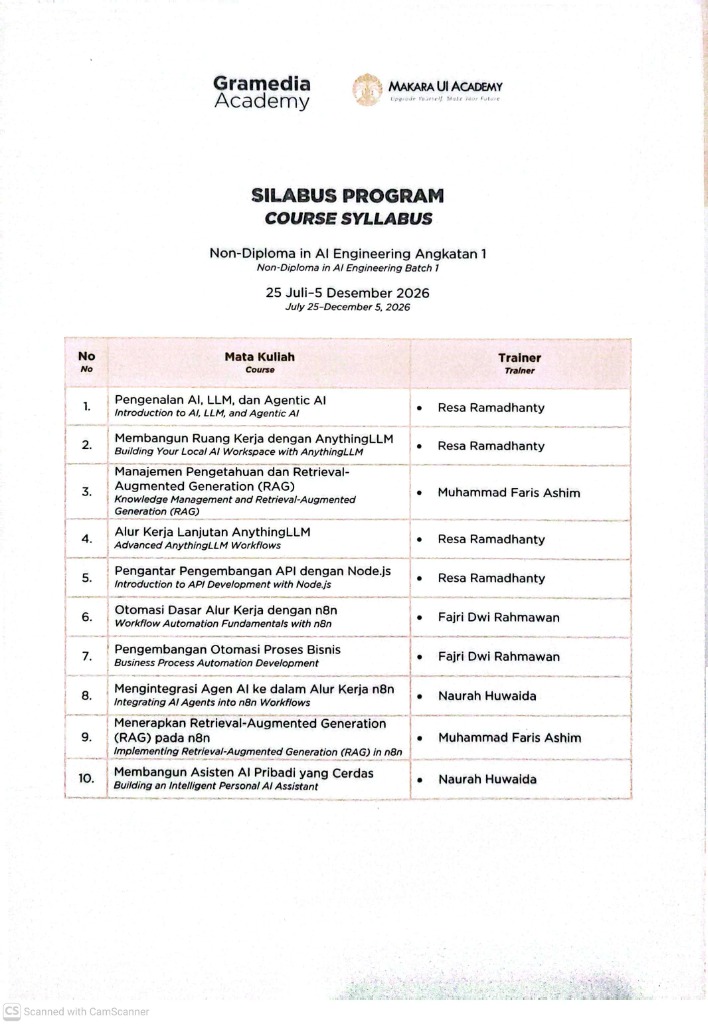 Gramedia
Academy
MAKARA UI ACADEMY
Upgrade Yourself, Shape Your Future
SILABUS PROGRAM
COURSE SYLLABUS
Non-Diploma in AI Engineering Angkatan 1
Non-Diploma in AI Engineering Batch 1
25 Juli–5 Desember 2026
July 25–December 5, 2026
No Mata Kuliah Trainer
No Course Trainer
1. Pengenalan AI, LLM, dan Agentic AI • Resa Ramadhanty
Introduction to AI, LLM, and Agentic AI
2. Membangun Ruang Kerja dengan AnythingLLM • Resa Ramadhanty
Building Your Local AI Workspace with AnythingLLM
3. Manajemen Pengetahuan dan Retrieval-
Augmented Generation (RAG) • Muhammad Faris Ashim
Knowledge Management and Retrieval-Augmented
Generation (RAG)
4. Alur Kerja Lanjutan AnythingLLM • Resa Ramadhanty
Advanced AnythingLLM Workflows
5. Pengantar Pengembangan API dengan Node.js • Resa Ramadhanty
Introduction to API Development with Node.js
6. Otomasi Dasar Alur Kerja dengan n8n • Fajri Dwi Rahmawan
Workflow Automation Fundamentals with n8n
7. Pengembangan Otomasi Proses Bisnis • Fajri Dwi Rahmawan
Business Process Automation Development
8. Mengintegrasi Agen AI ke dalam Alur Kerja n8n • Naurah Huwaida
Integrating AI Agents into n8n Workflows
9. Menerapkan Retrieval-Augmented Generation
(RAG) pada n8n • Muhammad Faris Ashim
Implementing Retrieval-Augmented Generation (RAG) in n8n
10. Membangun Asisten AI Pribadi yang Cerdas • Naurah Huwaida
Building an Intelligent Personal AI Assistant
CS Scanned with CamScanner